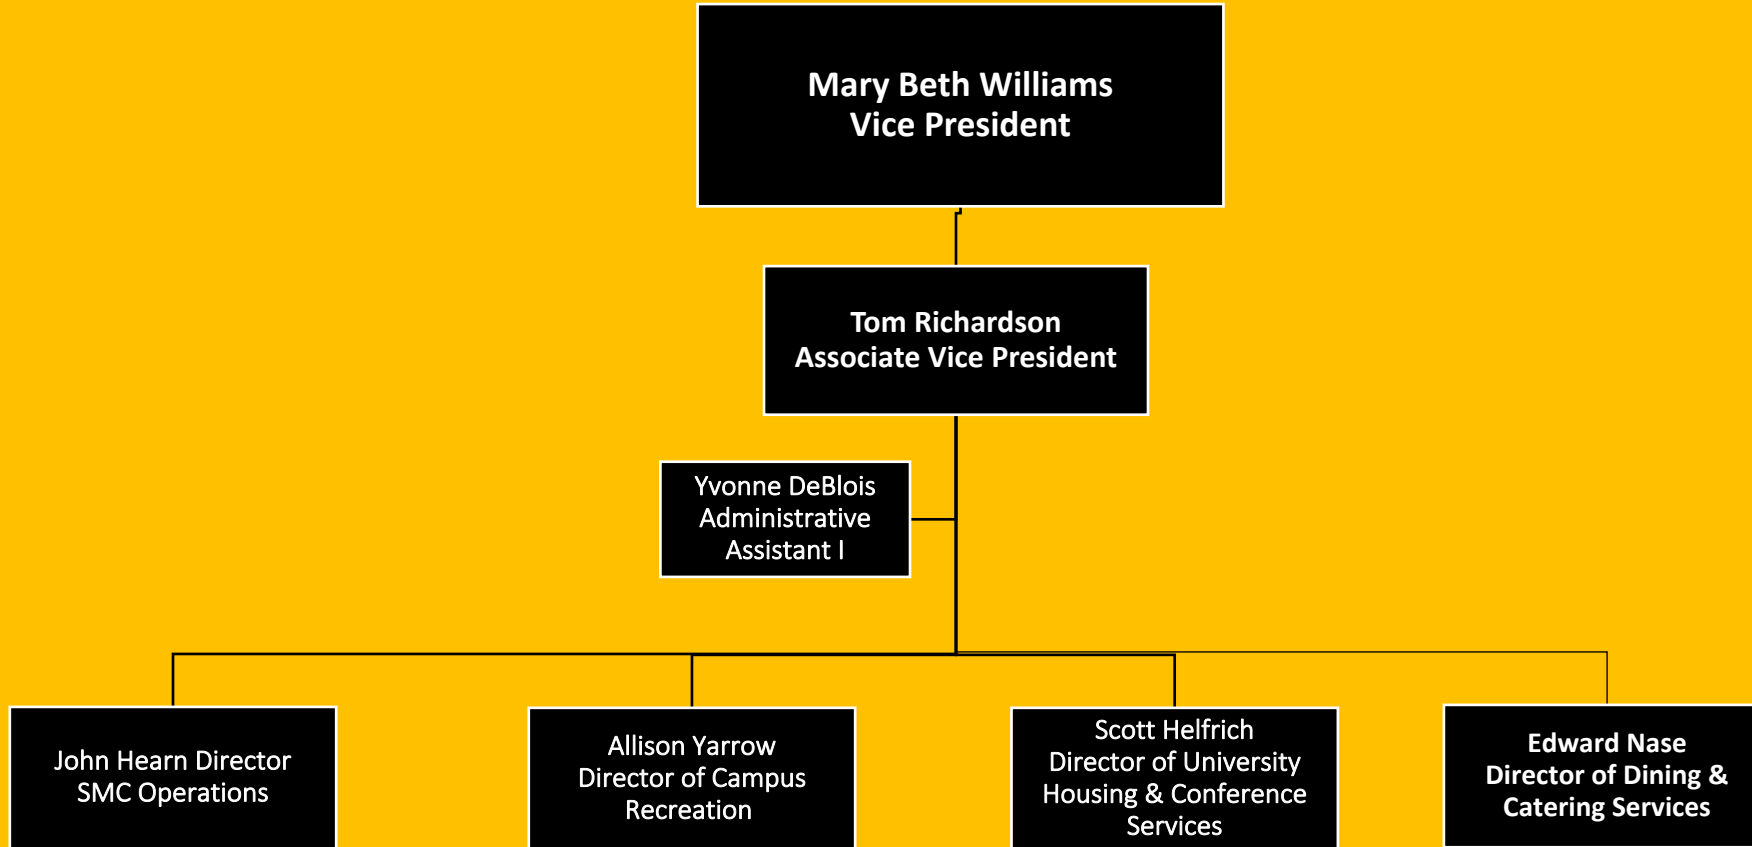 Mary Beth Williams
Vice President
Tom Richardson
Associate Vice President
Yvonne DeBlois
Administrative
Assistant I
John Hearn Director
SMC Operations
Allison Yarrow
Director of Campus
Recreation
Scott Helfrich
Director of University
Housing & Conference
Services
Edward Nase
Director of Dining &
Catering Services